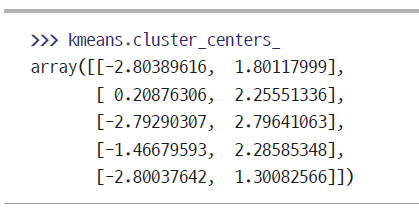 >>> kmeans.cluster_centers_
array([[-2.80389616, 1.80117999],
[ 0.20876306, 2.25551336],
[-2.79290307, 2.79641063],
[-1.46679593, 2.28585348],
[-2.80037642, 1.30082566]])